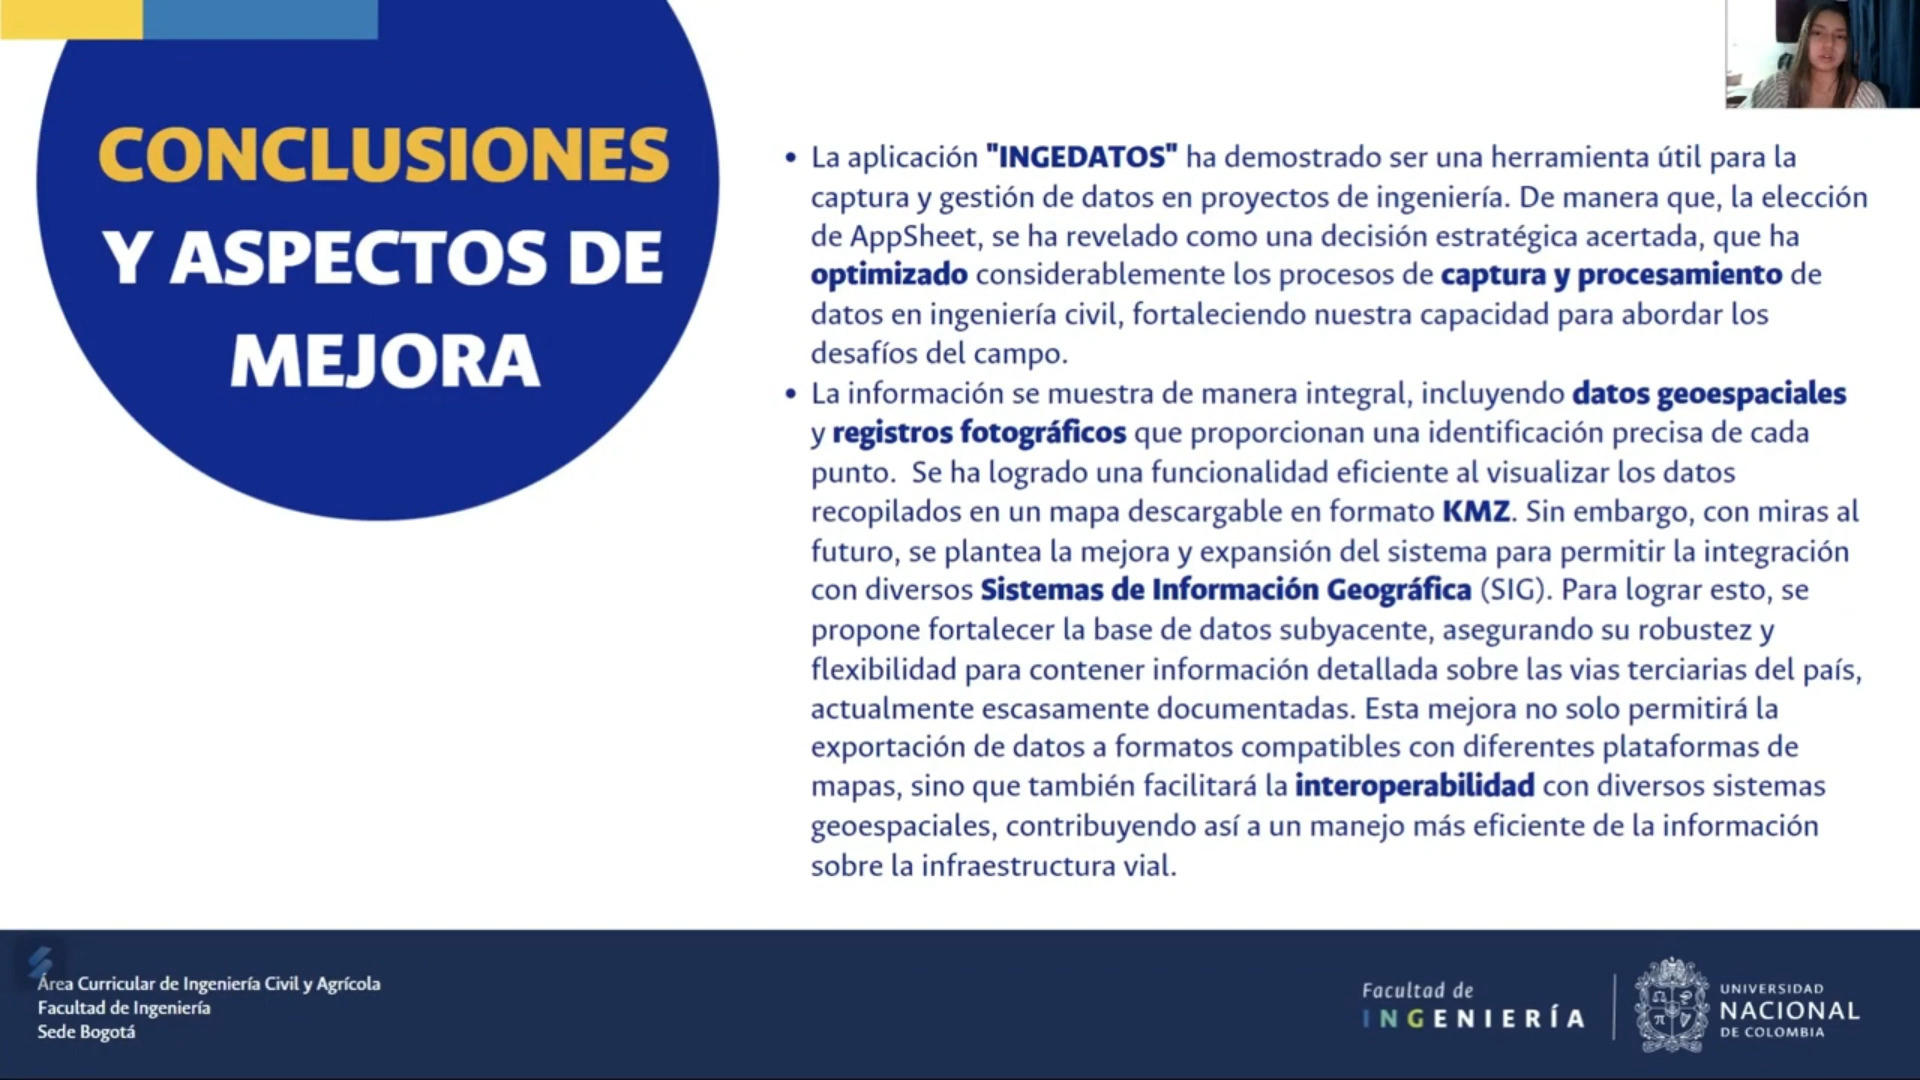 CONCLUSIONES
Y ASPECTOS DE
MEJORA
• La aplicación "INGEDATOS" ha demostrado ser una herramienta útil para la
captura y gestión de datos en proyectos de ingeniería. De manera que, la elección
de AppSheet, se ha revelado como una decisión estratégica acertada, que ha
optimizado considerablemente los procesos de captura y procesamiento de
datos en ingeniería civil, fortaleciendo nuestra capacidad para abordar los
desafíos del campo.
• La información se muestra de manera integral, incluyendo datos geoespaciales
y registros fotográficos que proporcionan una identificación precisa de cada
punto.  Se ha logrado una funcionalidad eficiente al visualizar los datos
recopilados en un mapa descargable en formato KMZ. Sin embargo, con miras al
futuro, se plantea la mejora y expansión del sistema para permitir la integración
con diversos Sistemas de Información Geográfica (SIG). Para lograr esto, se
propone fortalecer la base de datos subyacente, asegurando su robustez y
flexibilidad para contener información detallada sobre las vias terciarias del país,
actualmente escasamente documentadas. Esta mejora no solo permitirá la
exportación de datos a formatos compatibles con diferentes plataformas de
mapas, sino que también facilitará la interoperabilidad con diversos sistemas
geoespaciales, contribuyendo así a un manejo más eficiente de la información
sobre la infraestructura vial.
Área Curricular de Ingeniería Civil y Agrícola
Facultad de Ingeniería
Sede Bogotá
Facultad de
INGENIERÍA
UNIVERSIDAD
NACIONAL
DE COLOMBIA